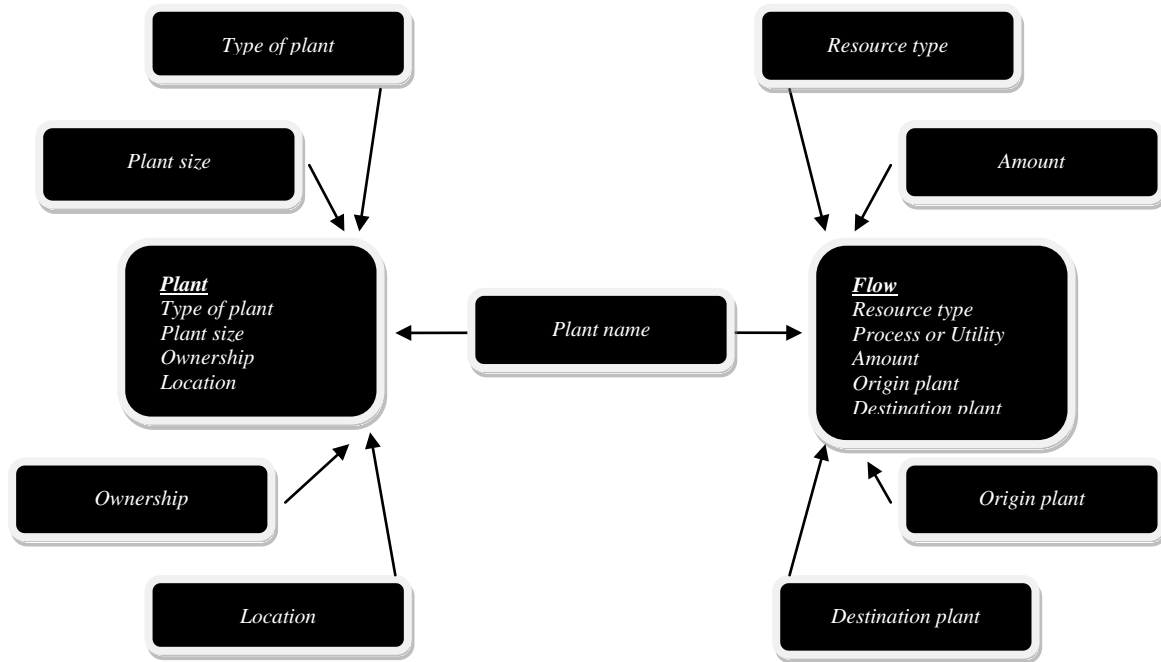 Type of plant
Resource type
Plant size
Amount
Plant
Type of plant
Plant size
Ownership
Location
Plant name
Flow
Resource type
Process or Utility
Amount
Origin plant
Destination plant
Ownership
Origin plant
Location
Destination plant